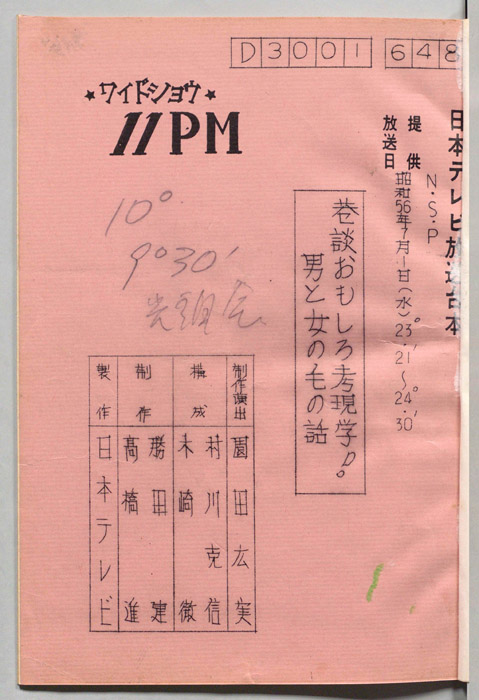 D3001 648
日本テレビ放送台本
提供 N.S.P
放送日 昭和56年7月1日(水)23°.21′〜24°.30′
★ワイドショウ★
11PM
10°
9°30′
巷談おもしろ考現学♪。
男と女の毛の話
制作演出 園田広実
構成 村川克信
木崎徹
制作 勝田建
高橋進
製作 日本テレビ